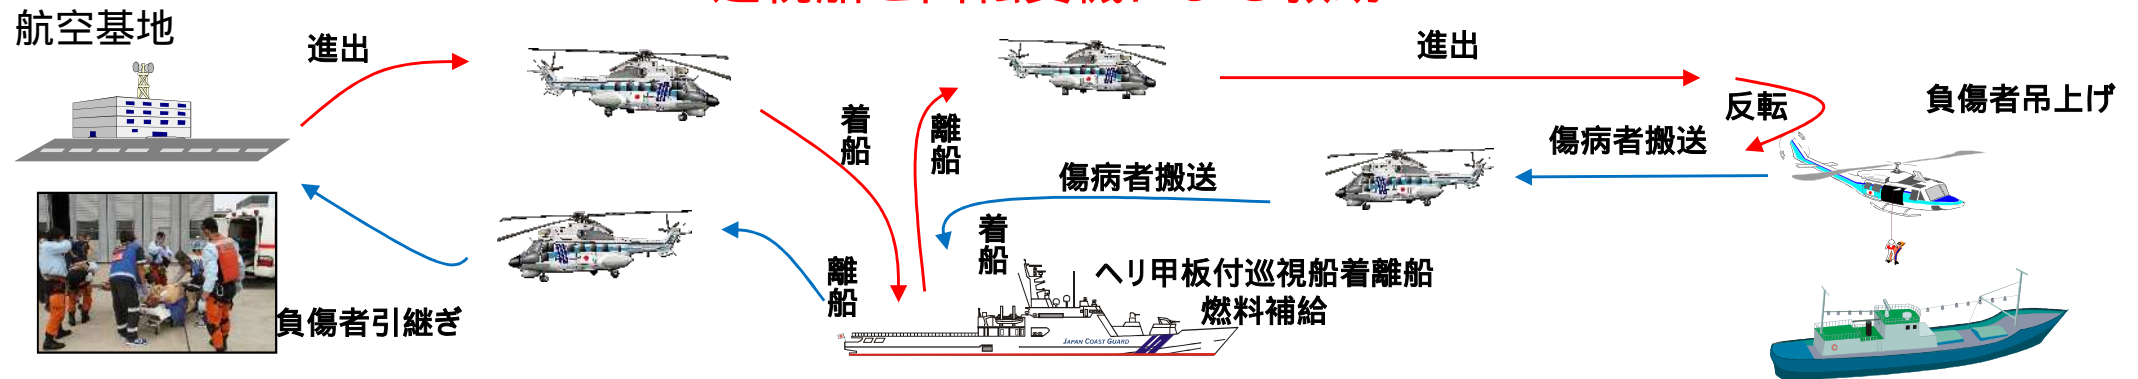 航空基地
進出
着船
離船
進出
反転
負傷者吊上げ
傷病者搬送
傷病者搬送
着船
ヘリ甲板付巡視船着離船
燃料補給
離船
負傷者引継ぎ
JAPAN COAST GUARD